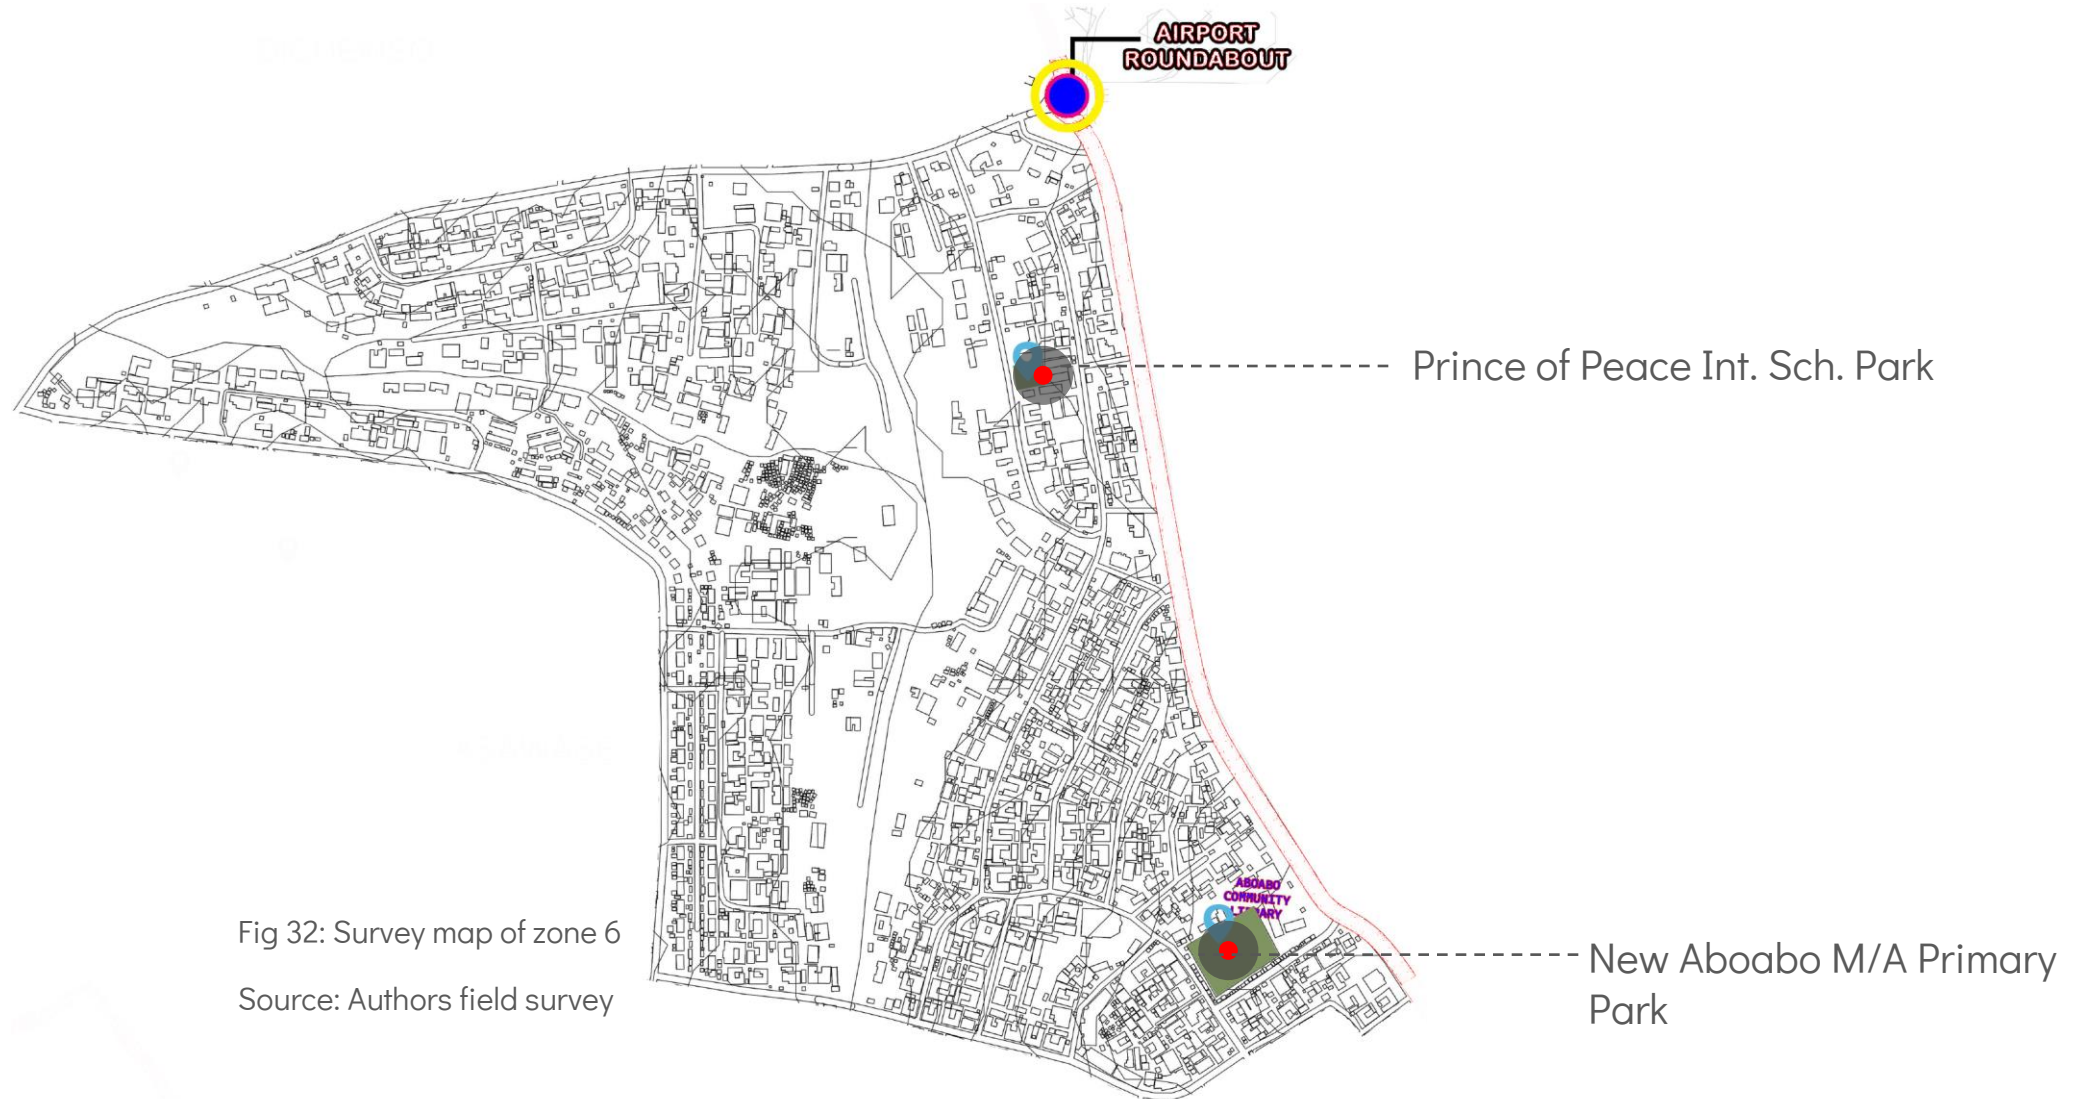 AIRPORT
ROUNDABOUT
Prince of Peace Int. Sch. Park
ABOABO
COMMUNITY
Fig 32: Survey map of zone 6
New Aboabo M/A Primary
Park
Source: Authors field survey